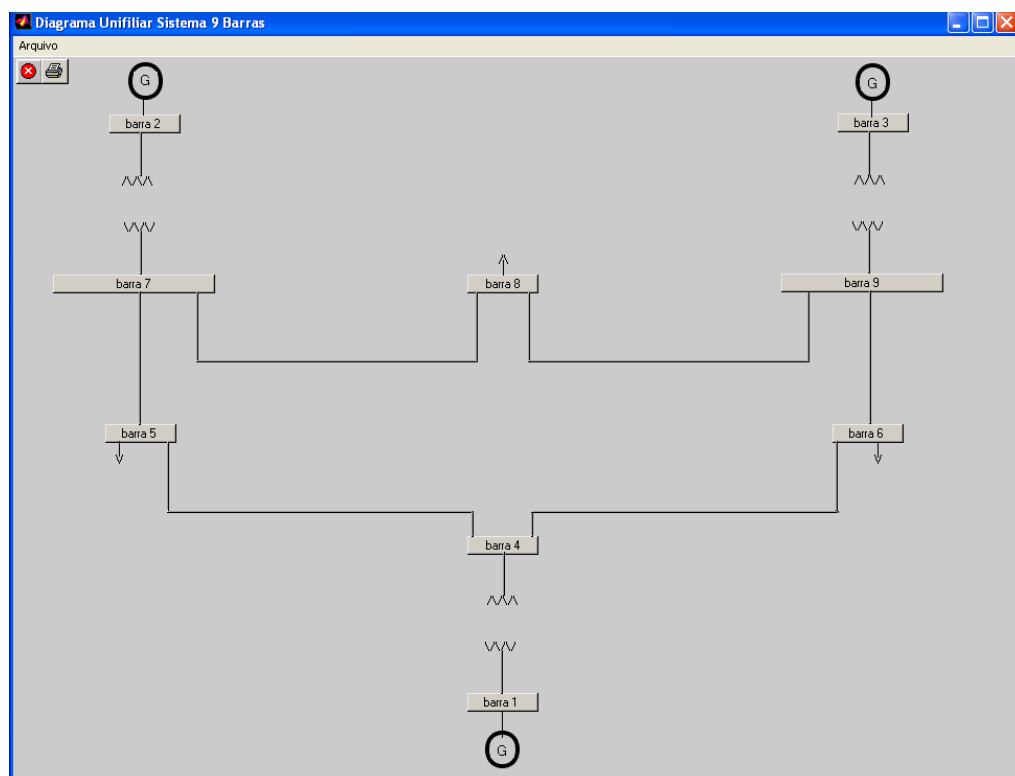 Diagrama Unifiliar Sistema 9 Barras
Arquivo
G
G
barra 2
barra 3
barra 7
barra 8
barra 9
barra 5
barra 6
barra 4
barra 1
G